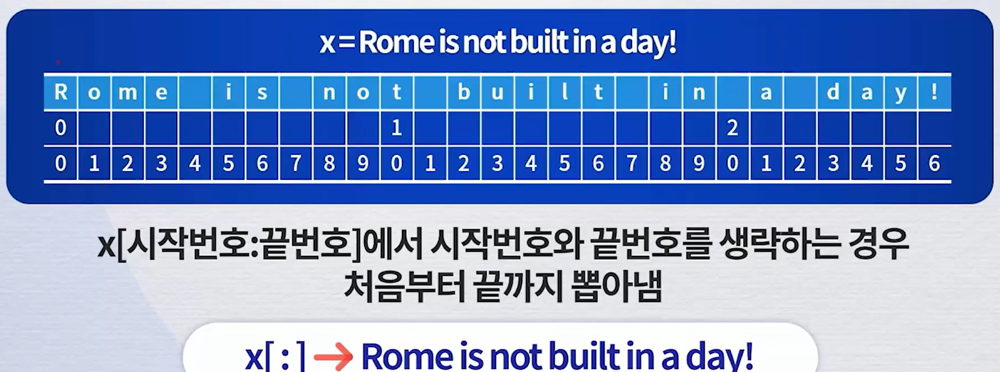 x = Rome is not built in a day!
R o m e i s n o t b u i l t i n a d a y !
0 1 2
0 1 2 3 4 5 6 7 8 9 0 1 2 3 4 5 6 7 8 9 0 1 2 3 4 5 6
x[시작번호:끝번호]에서 시작번호와 끝번호를 생략하는 경우
처음부터 끝까지 뽑아냄
x[ : ] → Rome is not built in a day!